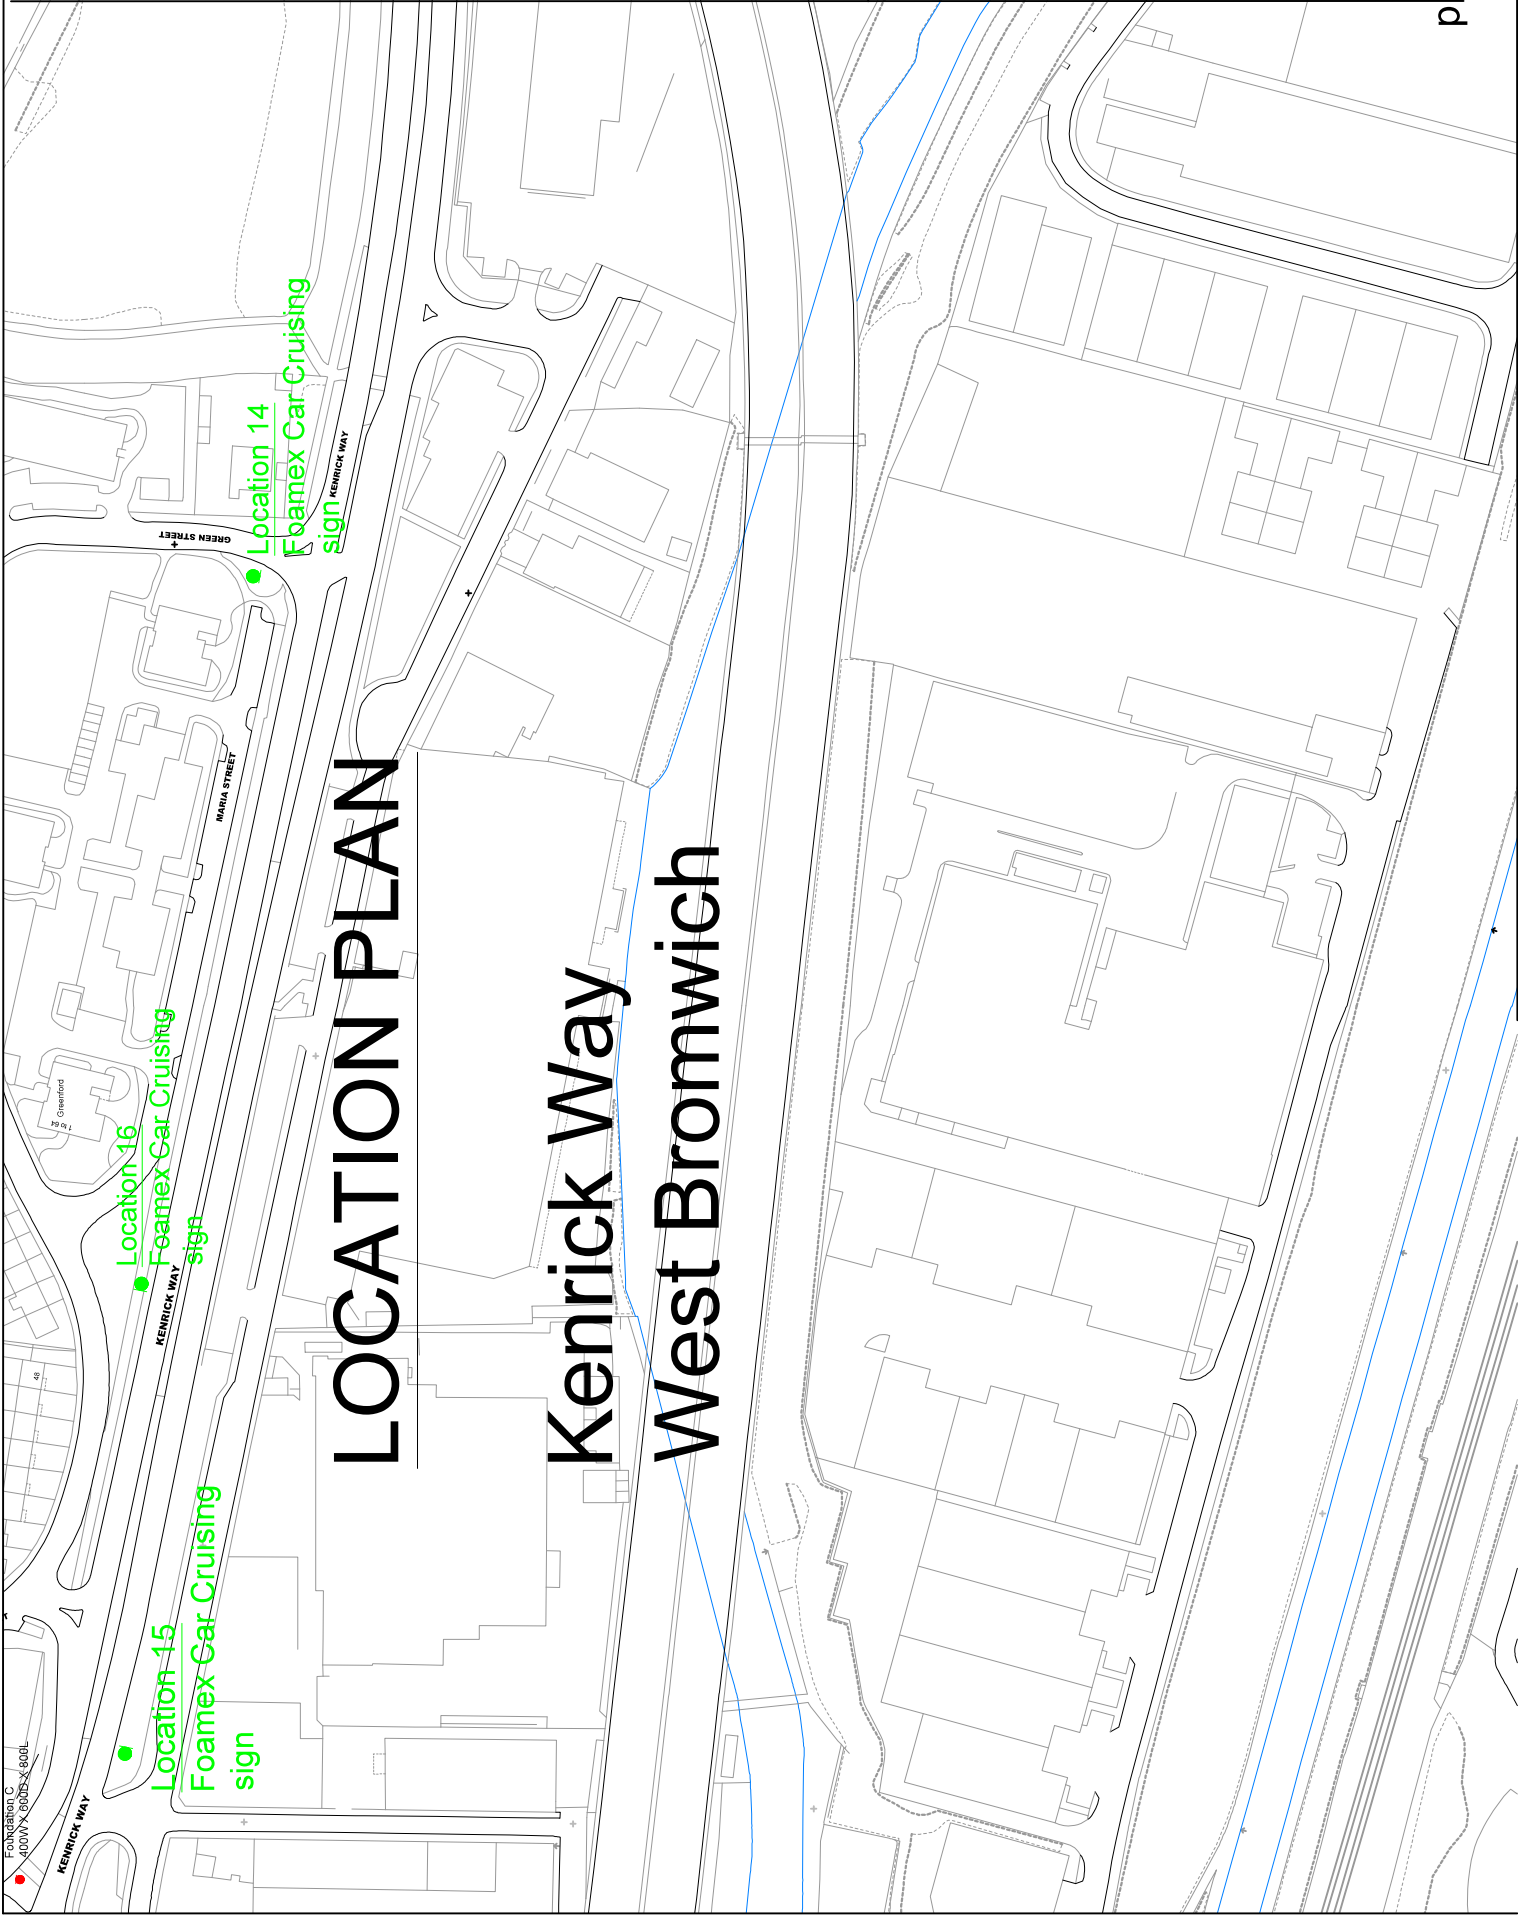 LOCATION PLAN
Kenrick Way
West Bromwich
Location 14
Foamex Car Cruising
sign
Location 16
Foamex Car Cruising
sign
Location 15
Foamex Car Cruising
sign
KENRICK WAY
GREEN STREET
MARIA STREET
KENRICK WAY
KENRICK WAY
Greenford
1 to 64
48
Foundation C
400W X 600D X 800L
p